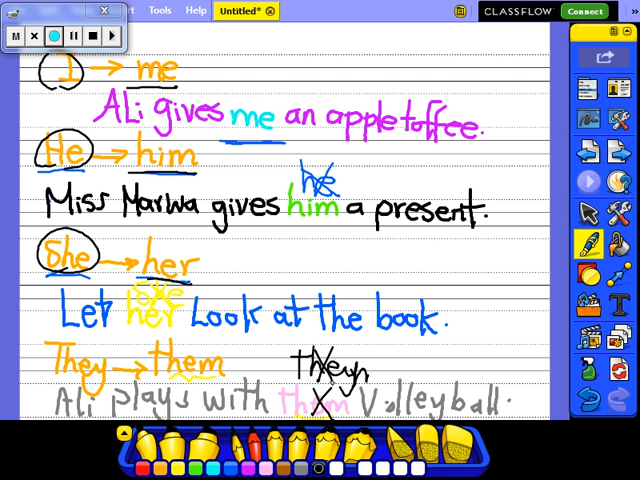 Tools Help Untitled*
CLASSFLOW Connect
M
I → me
ALi gives me an apple toffee.
He → him
he
Miss Marwa gives him a present.
She → her
She
Let her Look at the book.
They → them
Ali plays with them Volleyball.
T